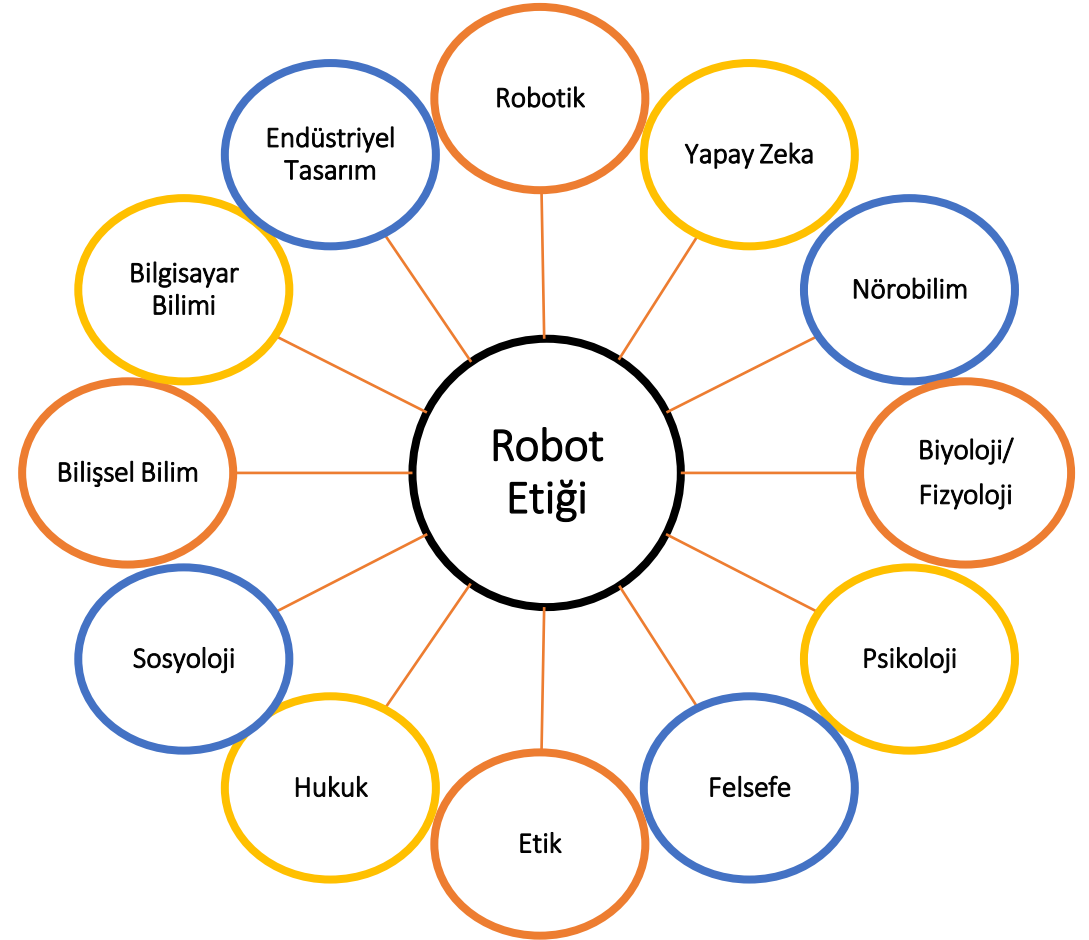 Robotik
Yapay Zeka
Nörobilim
Biyoloji/
Fizyoloji
Psikoloji
Felsefe
Etik
Hukuk
Sosyoloji
Bilişsel Bilim
Bilgisayar
Bilimi
Endüstriyel
Tasarım
Robot
Etiği